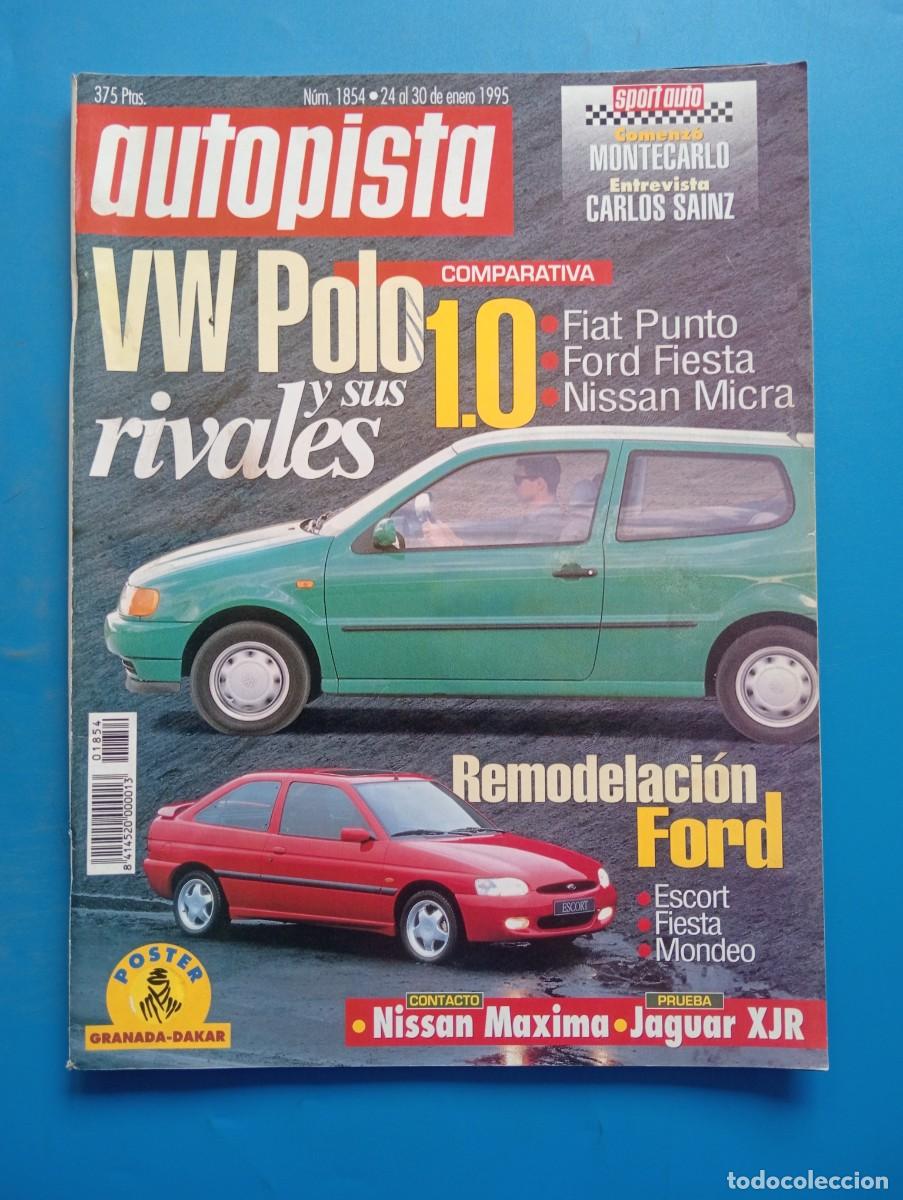 375 Ptas.
Núm. 1854 • 24 al 30 de enero 1995
autopista
sport auto
Comenzó
MONTECARLO
Entrevista
CARLOS SAINZ
VW Polo
y sus
rivales
COMPARATIVA
1.0
• Fiat Punto
• Ford Fiesta
• Nissan Micra
01854
8 414520 000013
Remodelación
Ford
• Escort
• Fiesta
• Mondeo
ESCORT
POSTER
GRANADA-DAKAR
CONTACTO
• Nissan Maxima
PRUEBA
• Jaguar XJR
todocoleccion